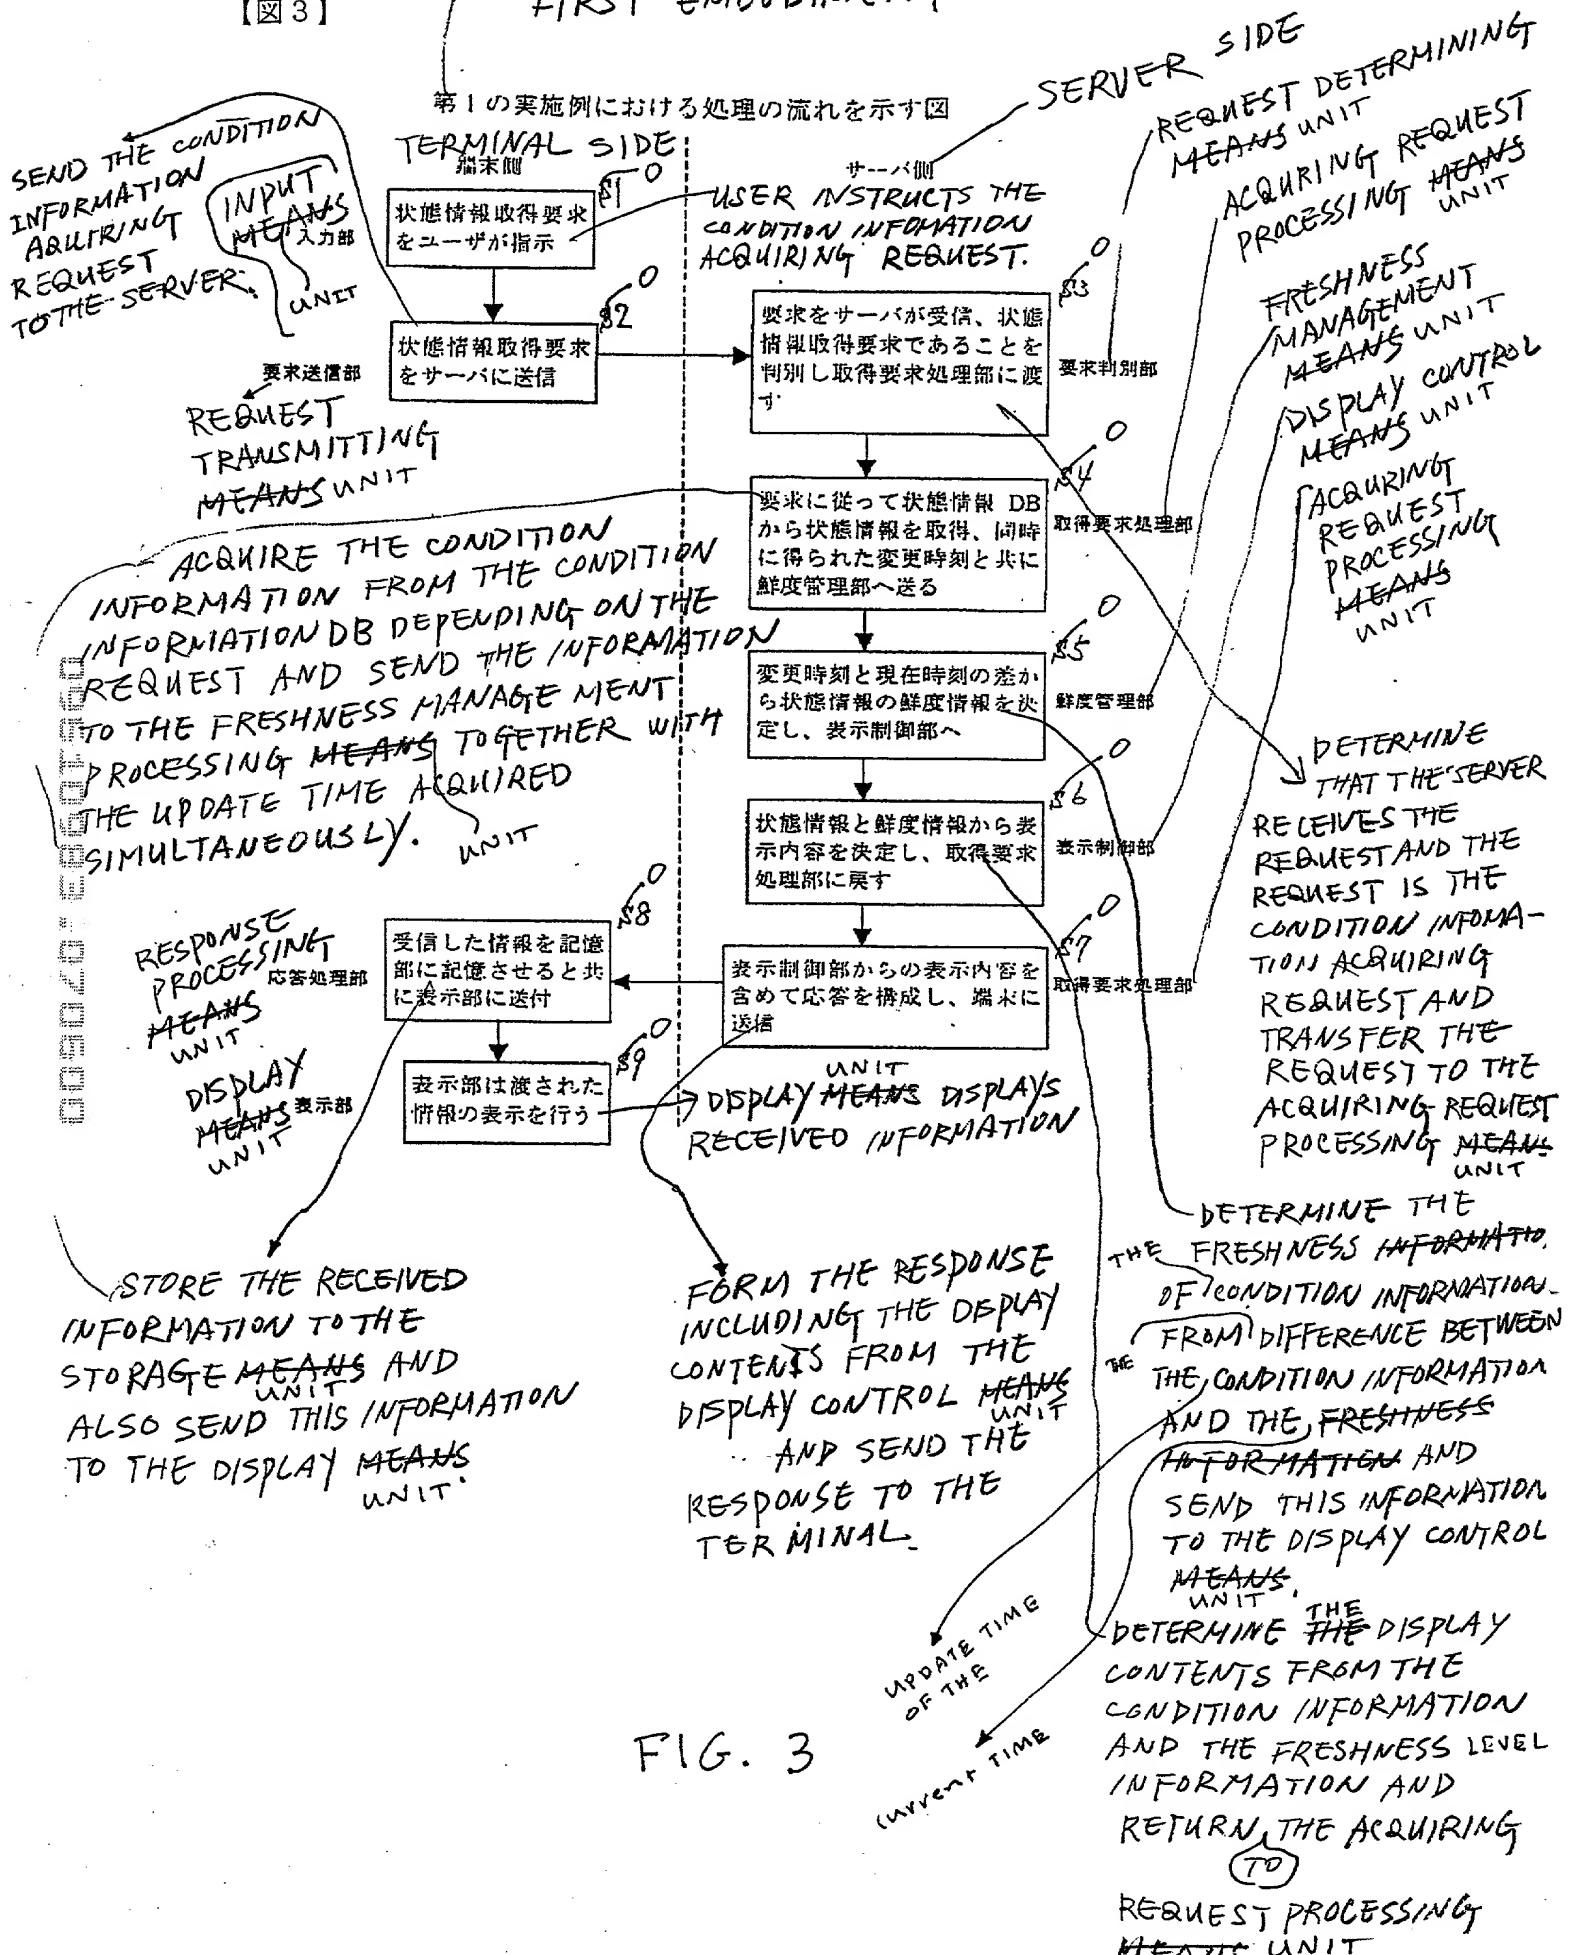 【図3】
FIRST EMBODIMENT
第1の実施例における処理の流れを示す図
SERVER SIDE
TERMINAL SIDE
端末側
サーバ側
SEND THE CONDITION
INFORMATION
AQUIRING
REQUEST
TO THE SERVER.
INPUT
MEANS
入力部
UNIT
S10
状態情報取得要求
をユーザが指示
USER INSTRUCTS THE
CONDITION INFOMATION
ACQUIRING REQUEST.
S20
状態情報取得要求
をサーバに送信
要求送信部
REQUEST
TRANSMITTING
MEANS UNIT
S30
要求をサーバが受信、状態
情報取得要求であることを
判別し取得要求処理部に渡
す
要求判別部
REQUEST DETERMINING
MEANS UNIT
ACQURING REQUEST
PROCESSING MEANS
UNIT
FRESHNESS
MANAGEMENT
MEANS UNIT
DISPLAY CONTROL
MEANS UNIT
ACQURING
REQUEST
PROCESSING
MEANS
UNIT
S40
要求に従って状態情報 DB
から状態情報を取得、同時
に得られた変更時刻と共に
鮮度管理部へ送る
取得要求処理部
ACQUIRE THE CONDITION
INFORMATION FROM THE CONDITION
INFORMATION DB DEPENDING ON THE
REQUEST AND SEND THE INFORMATION
TO THE FRESHNESS MANAGEMENT
PROCESSING MEANS TOGETHER WITH
THE UPDATE TIME ACQUIRED
SIMULTANEOUSLY.
UNIT
S50
変更時刻と現在時刻の差か
ら状態情報の鮮度情報を決
定し、表示制御部へ
鮮度管理部
S60
状態情報と鮮度情報から表
示内容を決定し、取得要求
処理部に戻す
表示制御部
S70
表示制御部からの表示内容を
含めて応答を構成し、端末に
送信
取得要求処理部
DETERMINE
THAT THE SERVER
RECEIVES THE
REQUEST AND THE
REQUEST IS THE
CONDITION INFOMA-
TION ACQUIRING
REQUEST AND
TRANSFER THE
REQUEST TO THE
ACQUIRING REQUEST
PROCESSING MEANS
UNIT
RESPONSE
PROCESSING
MEANS
UNIT
応答処理部
S80
受信した情報を記憶
部に記憶させると共
に表示部に送付
DISPLAY
MEANS
UNIT
表示部
S90
表示部は渡された
情報の表示を行う
UNIT
DISPLAY MEANS DISPLAYS
RECEIVED INFORMATION
STORE THE RECEIVED
INFORMATION TO THE
STORAGE MEANS AND
UNIT
ALSO SEND THIS INFORMATION
TO THE DISPLAY MEANS
UNIT.
FORM THE RESPONSE
INCLUDING THE DEPLAY
CONTENTS FROM THE
DISPLAY CONTROL MEANS
UNIT
AND SEND THE
RESPONSE TO THE
TERMINAL.
DETERMINE THE
FRESHNESS INFORMATIO
THE
OF CONDITION INFORMATION
FROM DIFFERENCE BETWEEN
THE
THE CONDITION INFORMATION
AND THE FRESHNESS
INFORMATION AND
SEND THIS INFORMATION
TO THE DISPLAY CONTROL
MEANS.
UNIT
UPDATE TIME
OF THE
current TIME
THE
DETERMINE THE DISPLAY
CONTENTS FROM THE
CONDITION INFORMATION
AND THE FRESHNESS LEVEL
INFORMATION AND
RETURN THE ACQUIRING
TO
REQUEST PROCESSING
MEANS UNIT
FIG. 3